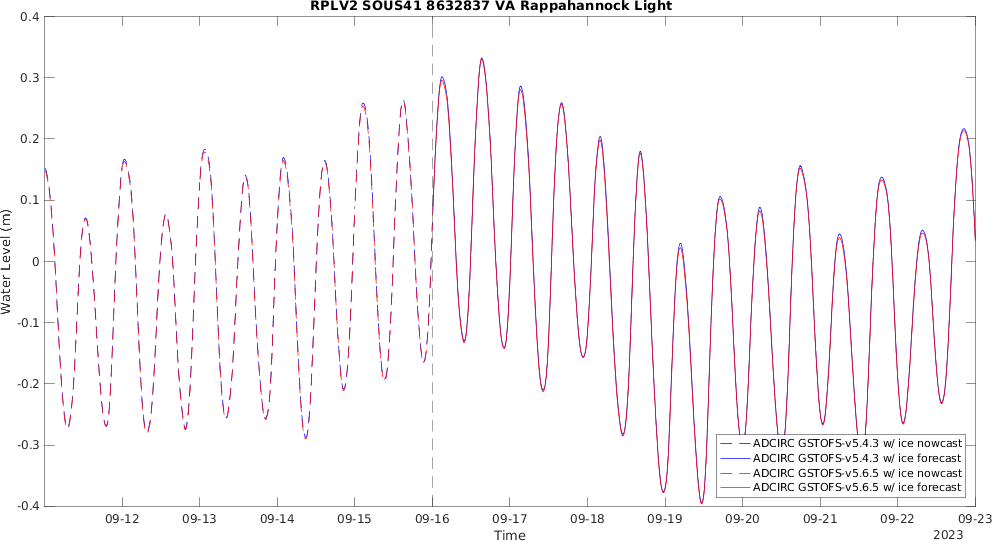 RPLV2 SOUS41 8632837 VA Rappahannock Light
0.4
0.3
0.2
0.1
0
-0.1
-0.2
-0.3
-0.4
Water Level (m)
ADCIRC GSTOFS-v5.4.3 w/ ice nowcast
ADCIRC GSTOFS-v5.4.3 w/ ice forecast
ADCIRC GSTOFS-v5.6.5 w/ ice nowcast
ADCIRC GSTOFS-v5.6.5 w/ ice forecast
09-12 09-13 09-14 09-15 09-16 09-17 09-18 09-19 09-20 09-21 09-22 09-23
Time
2023